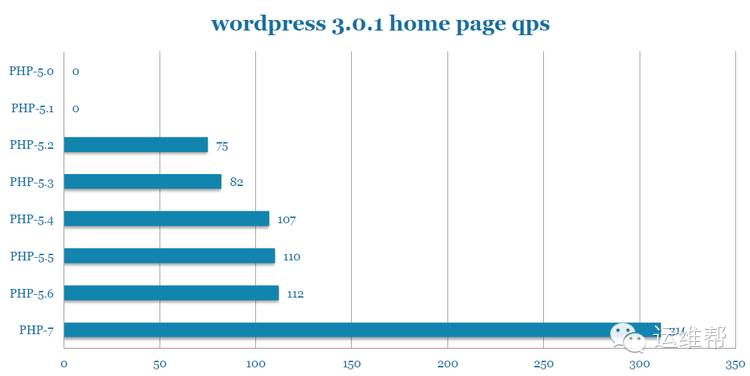 wordpress 3.0.1 home page qps
PHP-5.0 0
PHP-5.1 0
PHP-5.2 75
PHP-5.3 82
PHP-5.4 107
PHP-5.5 110
PHP-5.6 112
PHP-7
0 50 100 150 200 250 300 350
运维帮